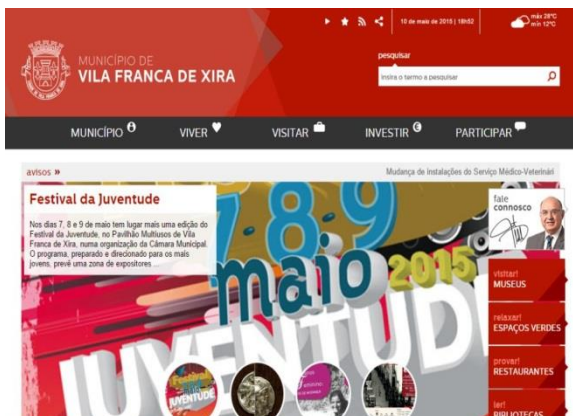 10 de maio de 2015 | 18h52
máx 28ºC
min 12ºC
MUNICÍPIO DE
VILA FRANCA DE XIRA
pesquisar
Insira o termo a pesquisar
MUNICÍPIO
VIVER
VISITAR
INVESTIR
PARTICIPAR
avisos »
Mudança de instalações do Serviço Médico-Veterinári
Festival da Juventude
Nos dias 7, 8 e 9 de maio tem lugar mais uma edição do
Festival da Juventude, no Pavilhão Multiusos de Vila
Franca de Xira, numa organização da Câmara Municipal.
O programa, preparado e direcionado para os mais
jovens, prevê uma zona de expositores ...
7.8.9
maio 2015
JUVENTUDE
fale
connosco
visitar!
MUSEUS
relaxar!
ESPAÇOS VERDES
provar!
RESTAURANTES
ler!
BIBLIOTECAS
Festival
JUVENTUDE